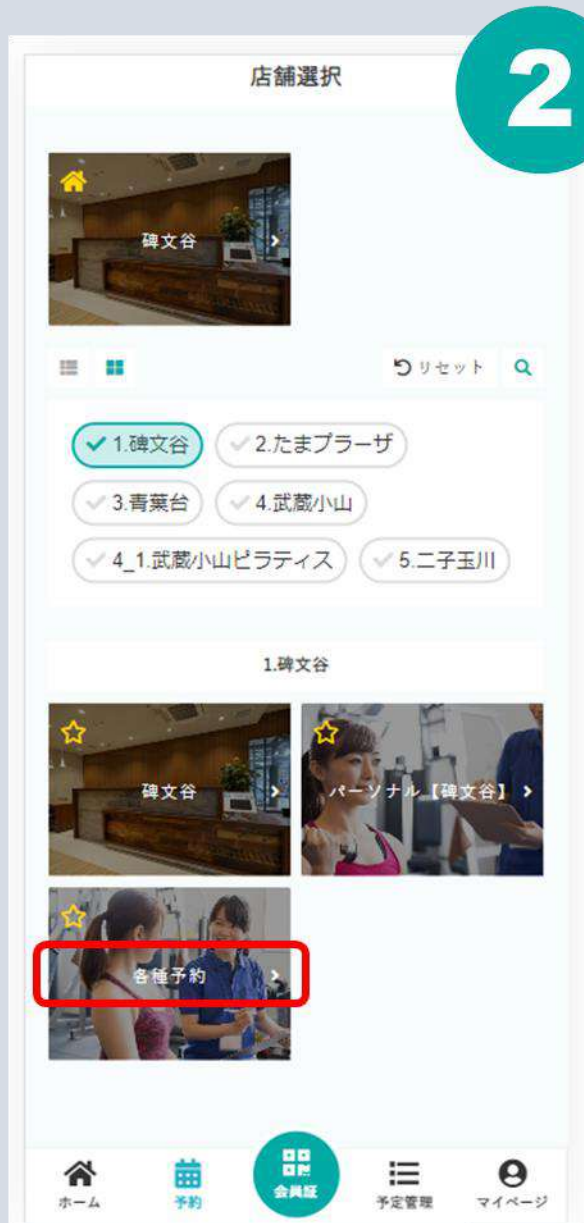 2
店舗選択
碑文谷
リセット
1.碑文谷 2.たまプラーザ
3.青葉台 4.武蔵小山
4_1.武蔵小山ピラティス 5.二子玉川
1.碑文谷
碑文谷 パーソナル【碑文谷】
各種予約
ホーム 予約 会員証 予定管理 マイページ